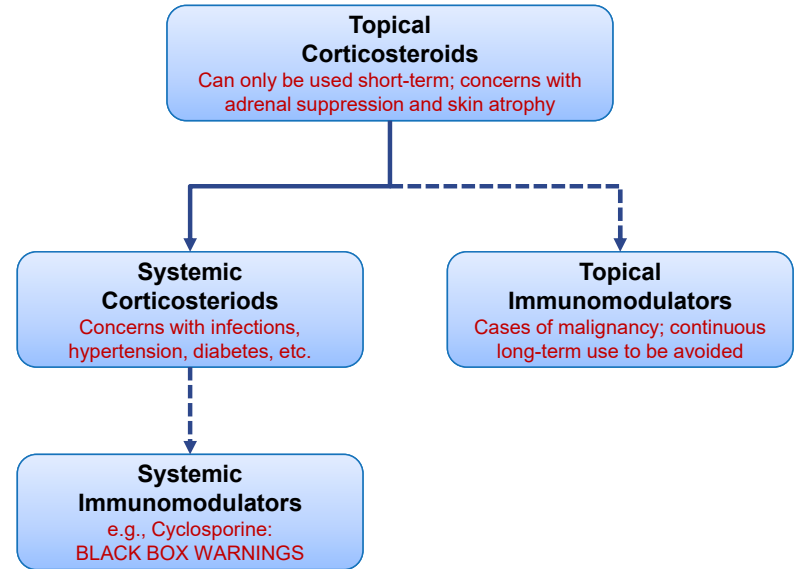 Topical
Corticosteroids
Can only be used short-term; concerns with
adrenal suppression and skin atrophy
Systemic
Corticosteriods
Concerns with infections,
hypertension, diabetes, etc.
Topical
Immunomodulators
Cases of malignancy; continuous
long-term use to be avoided
Systemic
Immunomodulators
e.g., Cyclosporine:
BLACK BOX WARNINGS